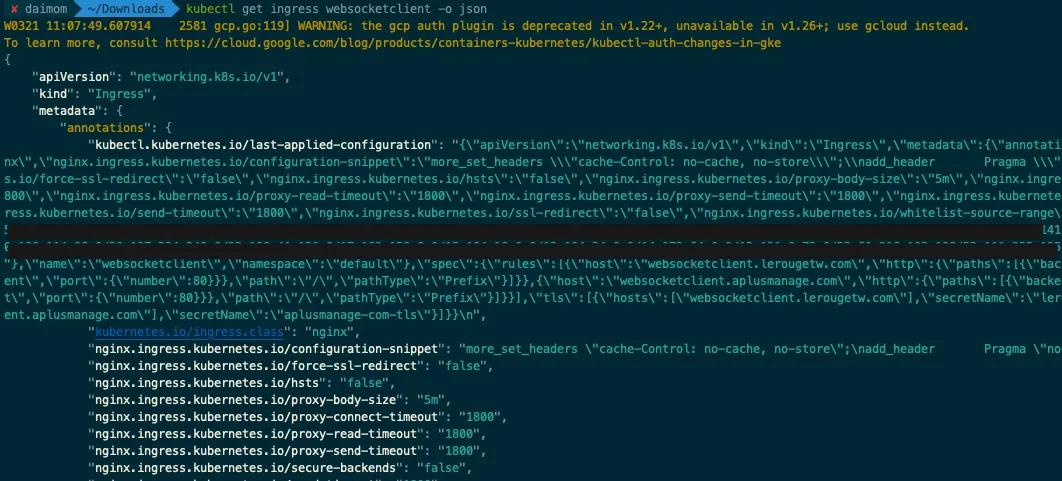 ✘ daimom ~/Downloads kubectl get ingress websocketclient -o json
W0321 11:07:49.607914    2581 gcp.go:119] WARNING: the gcp auth plugin is deprecated in v1.22+, unavailable in v1.26+; use gcloud instead.
To learn more, consult https://cloud.google.com/blog/products/containers-kubernetes/kubectl-auth-changes-in-gke
{
    "apiVersion": "networking.k8s.io/v1",
    "kind": "Ingress",
    "metadata": {
        "annotations": {
            "kubectl.kubernetes.io/last-applied-configuration": "{\"apiVersion\":\"networking.k8s.io/v1\",\"kind\":\"Ingress\",\"metadata\":{\"annotati
nx\",\"nginx.ingress.kubernetes.io/configuration-snippet\":\"more_set_headers \\\"cache-Control: no-cache, no-store\\\";\\nadd_header       Pragma \\\"
s.io/force-ssl-redirect\":\"false\",\"nginx.ingress.kubernetes.io/hsts\":\"false\",\"nginx.ingress.kubernetes.io/proxy-body-size\":\"5m\",\"nginx.ingre
800\",\"nginx.ingress.kubernetes.io/proxy-read-timeout\":\"1800\",\"nginx.ingress.kubernetes.io/proxy-send-timeout\":\"1800\",\"nginx.ingress.kubernete
ress.kubernetes.io/send-timeout\":\"1800\",\"nginx.ingress.kubernetes.io/ssl-redirect\":\"false\",\"nginx.ingress.kubernetes.io/whitelist-source-range\
"},\"name\":\"websocketclient\",\"namespace\":\"default\"},\"spec\":{\"rules\":[{\"host\":\"websocketclient.lerougetw.com\",\"http\":{\"paths\":[{\"bac
ent\",\"port\":{\"number\":80}}},\"path\":\"/\",\"pathType\":\"Prefix\"}]}},{\"host\":\"websocketclient.aplusmanage.com\",\"http\":{\"paths\":[{\"backe
t\",\"port\":{\"number\":80}}},\"path\":\"/\",\"pathType\":\"Prefix\"}]}}],\"tls\":[{\"hosts\":[\"websocketclient.lerougetw.com\"],\"secretName\":\"ler
ent.aplusmanage.com\"],\"secretName\":\"aplusmanage-com-tls\"}]}}\n",
            "kubernetes.io/ingress.class": "nginx",
            "nginx.ingress.kubernetes.io/configuration-snippet": "more_set_headers \"cache-Control: no-cache, no-store\";\nadd_header       Pragma \"no
            "nginx.ingress.kubernetes.io/force-ssl-redirect": "false",
            "nginx.ingress.kubernetes.io/hsts": "false",
            "nginx.ingress.kubernetes.io/proxy-body-size": "5m",
            "nginx.ingress.kubernetes.io/proxy-connect-timeout": "1800",
            "nginx.ingress.kubernetes.io/proxy-read-timeout": "1800",
            "nginx.ingress.kubernetes.io/proxy-send-timeout": "1800",
            "nginx.ingress.kubernetes.io/secure-backends": "false",